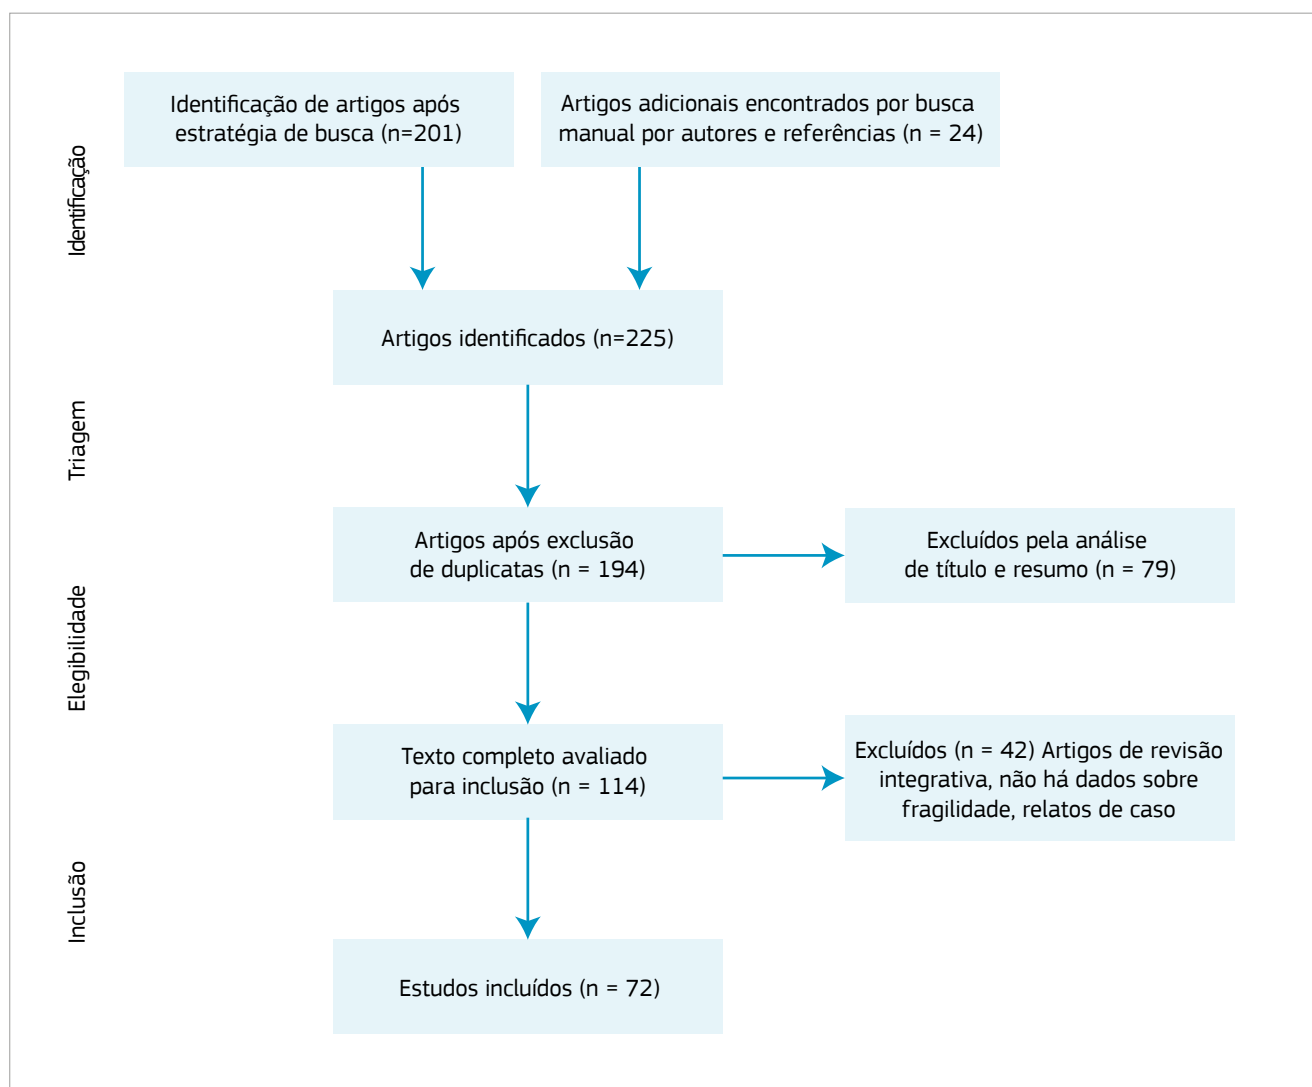 Identificação
Identificação de artigos após
estratégia de busca (n=201)
Artigos adicionais encontrados por busca
manual por autores e referências (n = 24)
Artigos identificados (n=225)
Triagem
Artigos após exclusão
de duplicatas (n = 194)
Excluídos pela análise
de título e resumo (n = 79)
Elegibilidade
Texto completo avaliado
para inclusão (n = 114)
Excluídos (n = 42) Artigos de revisão
integrativa, não há dados sobre
fragilidade, relatos de caso
Inclusão
Estudos incluídos (n = 72)